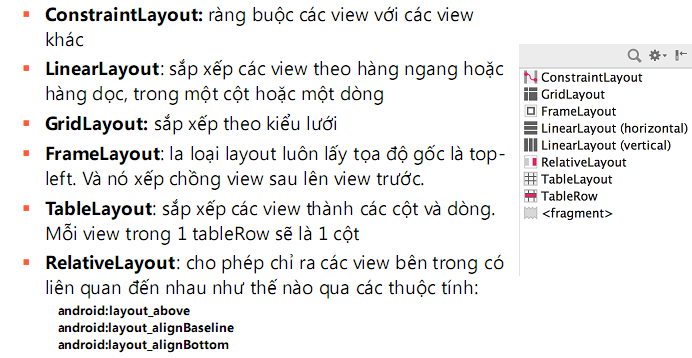 ConstraintLayout: ràng buộc các view với các view
khác
LinearLayout: sắp xếp các view theo hàng ngang hoặc
hàng dọc, trong một cột hoặc một dòng
GridLayout: sắp xếp theo kiểu lưới
FrameLayout: la loại layout luôn lấy tọa độ gốc là top-
left. Và nó xếp chồng view sau lên view trước.
TableLayout: sắp xếp các view thành các cột và dòng.
Mỗi view trong 1 tableRow sẽ là 1 cột
RelativeLayout: cho phép chỉ ra các view bên trong có
liên quan đến nhau như thế nào qua các thuộc tính:
android:layout_above
android:layout_alignBaseline
android:layout_alignBottom
ConstraintLayout
GridLayout
FrameLayout
LinearLayout (horizontal)
LinearLayout (vertical)
RelativeLayout
TableLayout
TableRow
<fragment>